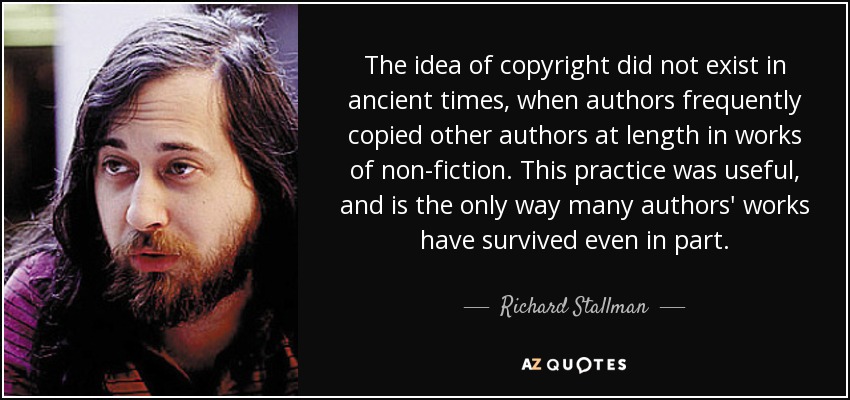 The idea of copyright did not exist in
ancient times, when authors frequently
copied other authors at length in works
of non-fiction. This practice was useful,
and is the only way many authors' works
have survived even in part.
Richard Stallman
AZ QUOTES